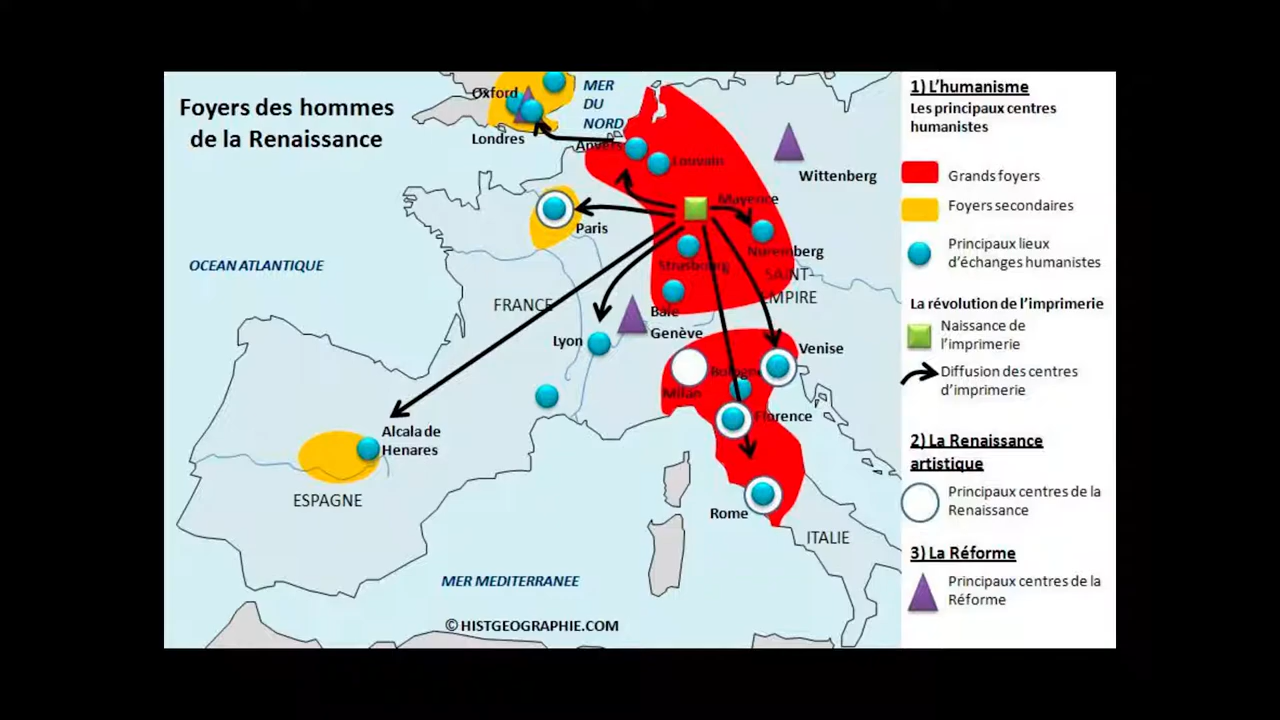 Foyers des hommes
de la Renaissance
Oxford
MER
DU
NORD
Londres
Anvers
Louvain
Wittenberg
Mayence
Paris
Nuremberg
Strasbourg
OCEAN ATLANTIQUE
SAINT-
EMPIRE
FRANCE
Bale
Genève
Lyon
Venise
Bologne
Milan
Florence
Alcala de
Henares
ESPAGNE
Rome
ITALIE
MER MEDITERRANEE
© HISTGEOGRAPHIE.COM
1) L’humanisme
Les principaux centres
humanistes
Grands foyers
Foyers secondaires
Principaux lieux
d’échanges humanistes
La révolution de l’imprimerie
Naissance de
l’imprimerie
Diffusion des centres
d’imprimerie
2) La Renaissance
artistique
Principaux centres de la
Renaissance
3) La Réforme
Principaux centres de la
Réforme